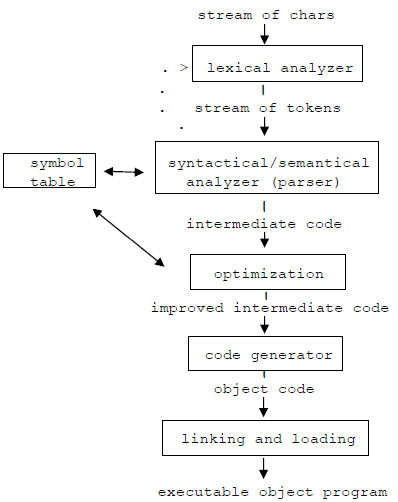 stream of chars
. > lexical analyzer
.
. stream of tokens
.
symbol
table
syntactical/semantical
analyzer (parser)
intermediate code
optimization
improved intermediate code
code generator
object code
linking and loading
executable object program